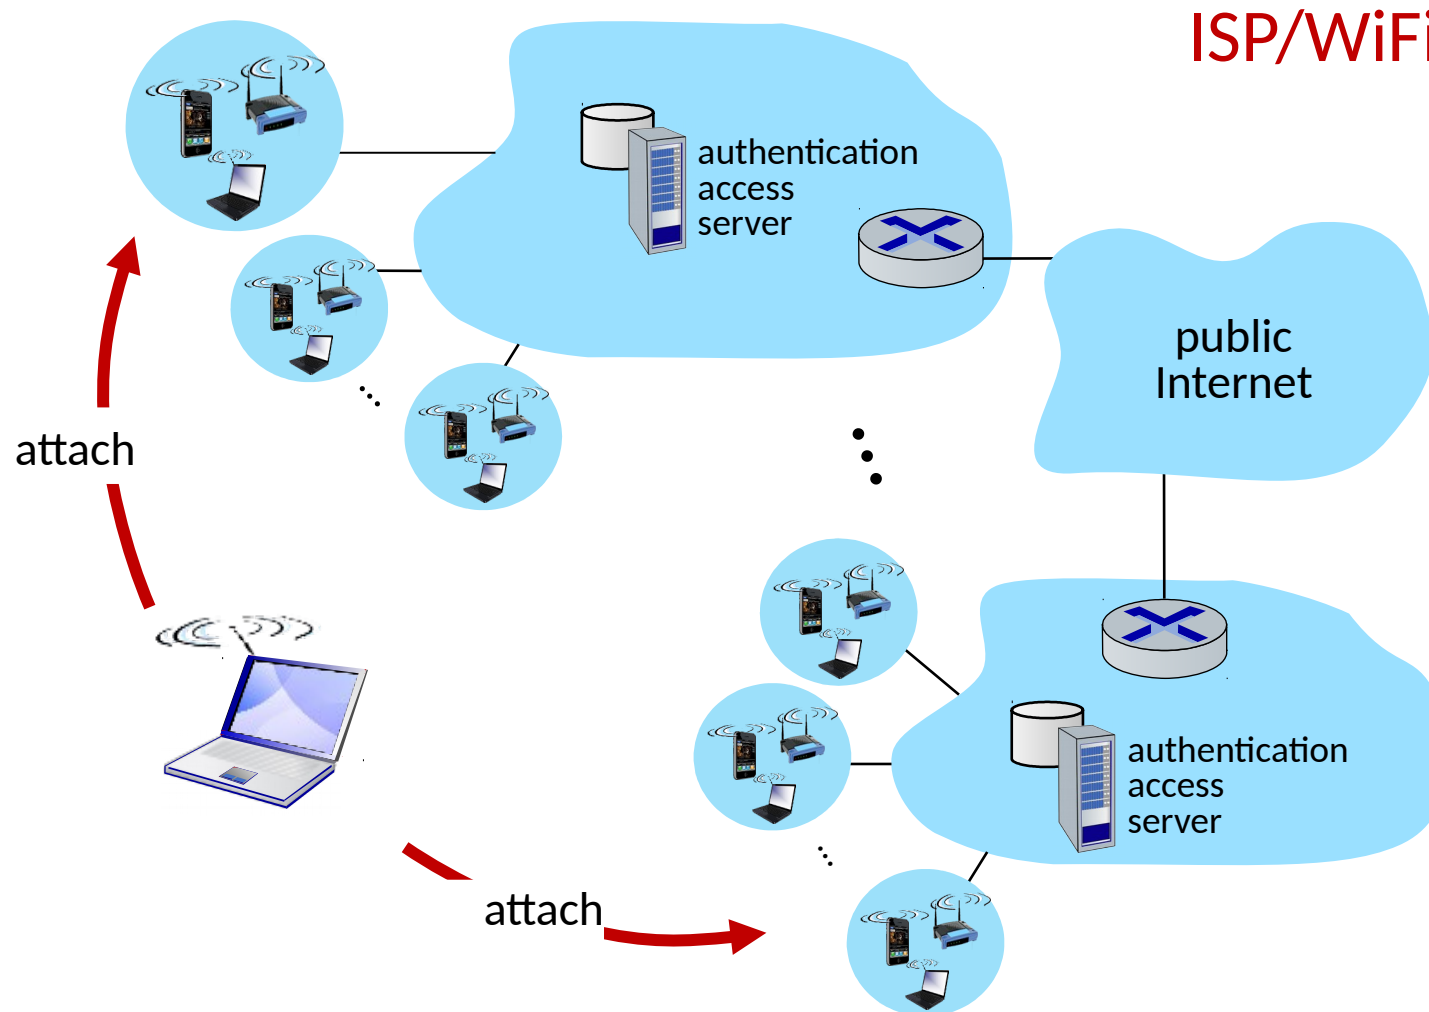 ISP/WiFi
authentication
access
server
public
Internet
attach
authentication
access
server
attach